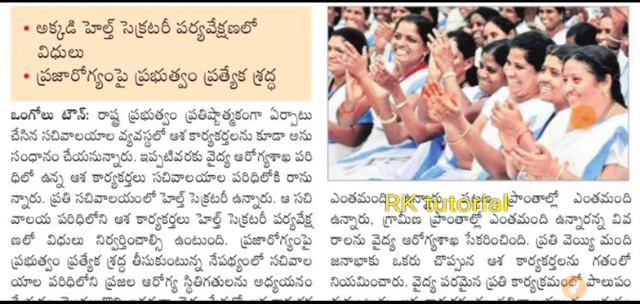 • అక్కడి హెల్త్ సెక్రటరీ పర్యవేక్షణలో
విధులు
• ప్రజారోగ్యంపై ప్రభుత్వం ప్రత్యేక శ్రద్ధ
ఒంగోలు టౌన్: రాష్ట్ర ప్రభుత్వం ప్రతిష్ఠాత్మకంగా ఏర్పాటు
చేసిన సచివాలయాల వ్యవస్థలో ఆశ కార్యకర్తలను కూడా అను
సంధానం చేయనున్నారు. ఇప్పటివరకు వైద్య ఆరోగ్యశాఖ పరి
ధిలో ఉన్న ఆశ కార్యకర్తలు సచివాలయాల పరిధిలోకి రాను
న్నారు. ప్రతి సచివాలయంలో హెల్త్ సెక్రటరీ ఉన్నారు. ఆ సచి
వాలయ పరిధిలోని ఆశ కార్యకర్తలు హెల్త్ సెక్రటరీ పర్యవేక్ష
ణలో విధులు నిర్వర్తించాల్సి ఉంటుంది. ప్రజారోగ్యంపై
ప్రభుత్వం ప్రత్యేక శ్రద్ధ తీసుకుంటున్న నేపథ్యంలో సచివాల
యాల పరిధిలోని ప్రజల ఆరోగ్య స్థితిగతులను అధ్యయనం
RK tutorial
ఎంతమంది ప్రాంతాల్లో ఎంతమంది
ఉన్నారు, గ్రామీణ ప్రాంతాల్లో ఎంతమంది ఉన్నారన్న వివ
రాలను వైద్య ఆరోగ్యశాఖ సేకరించింది. ప్రతి వెయ్యి మంది
జనాభాకు ఒకరు చొప్పున ఆశ కార్యకర్తలను గతంలో
నియమించారు. వైద్య పరమైన ప్రతి కార్యక్రమంలో పాలుపం